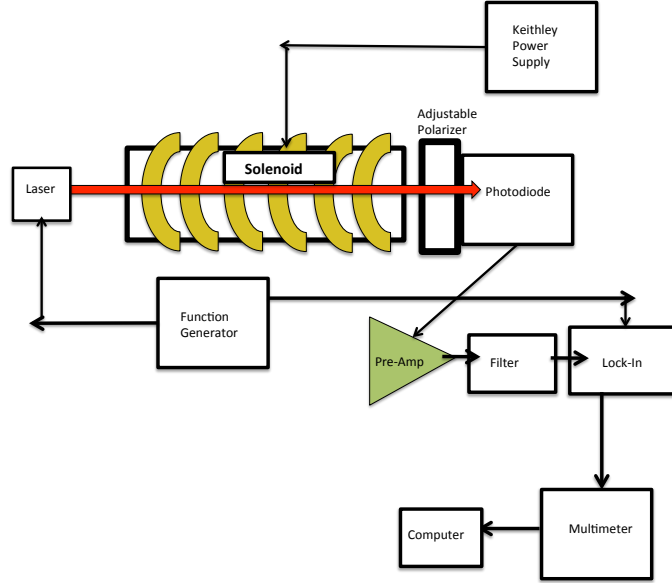 Keithley
Power
Supply
Adjustable
Polarizer
Solenoid
Laser
Photodiode
Function
Generator
Pre-Amp
Filter
Lock-In
Computer
Multimeter